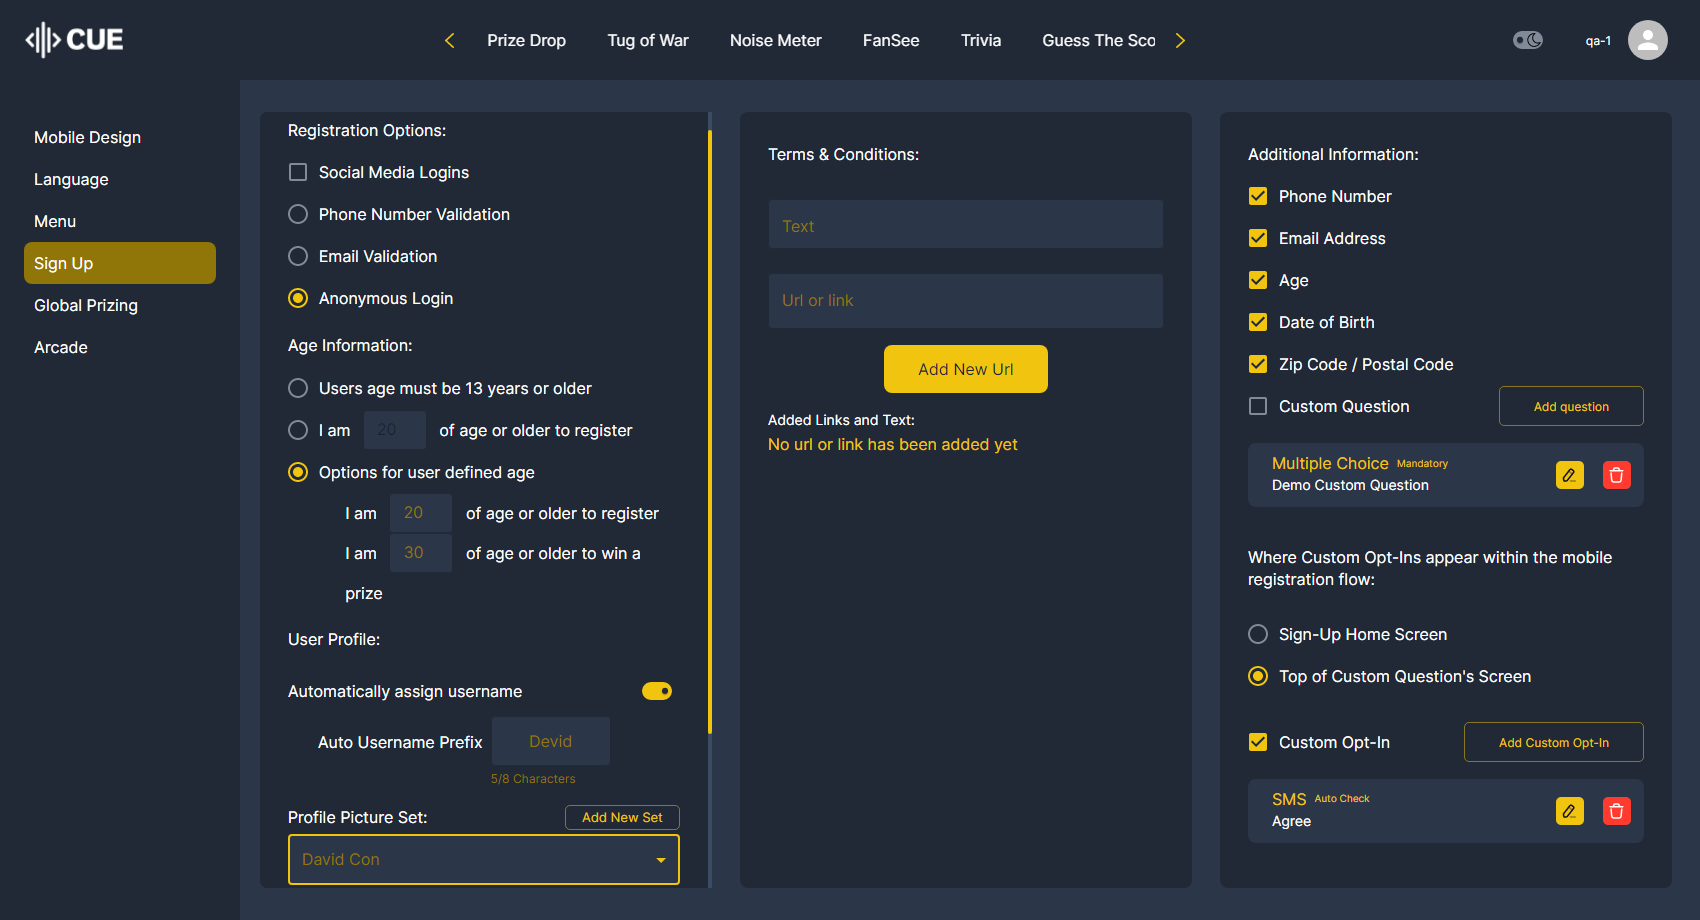 CUE
Prize Drop
Tug of War
Noise Meter
FanSee
Trivia
Guess The Sco
qa-1
Mobile Design
Language
Menu
Sign Up
Global Prizing
Arcade
Registration Options:
Social Media Logins
Phone Number Validation
Email Validation
Anonymous Login
Age Information:
Users age must be 13 years or older
I am 20 of age or older to register
Options for user defined age
I am 20 of age or older to register
I am 30 of age or older to win a
prize
User Profile:
Automatically assign username
Auto Username Prefix Devid
5/8 Characters
Profile Picture Set: Add New Set
David Con
Terms & Conditions:
Text
Url or link
Add New Url
Added Links and Text:
No url or link has been added yet
Additional Information:
Phone Number
Email Address
Age
Date of Birth
Zip Code / Postal Code
Custom Question Add question
Multiple Choice Mandatory
Demo Custom Question
Where Custom Opt-Ins appear within the mobile
registration flow:
Sign-Up Home Screen
Top of Custom Question's Screen
Custom Opt-In Add Custom Opt-In
SMS Auto Check
Agree